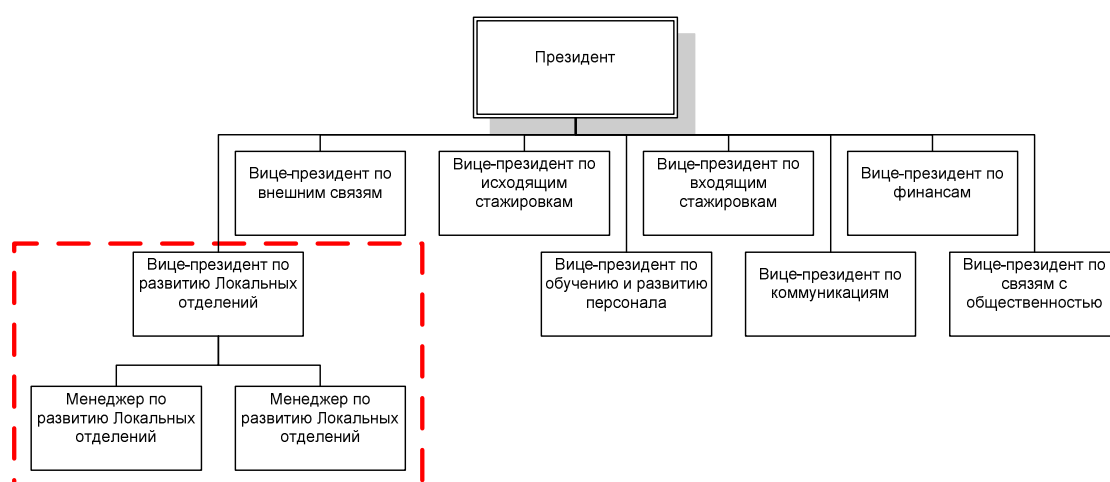 Президент
Вице-президент по
внешним связям
Вице-президент по
исходящим
стажировкам
Вице-президент по
входящим
стажировкам
Вице-президент по
финансам
Вице-президент по
развитию Локальных
отделений
Вице-президент по
обучению и развитию
персонала
Вице-президент по
коммуникациям
Вице-президент по
связям с
общественностью
Менеджер по
развитию Локальных
отделений
Менеджер по
развитию Локальных
отделений